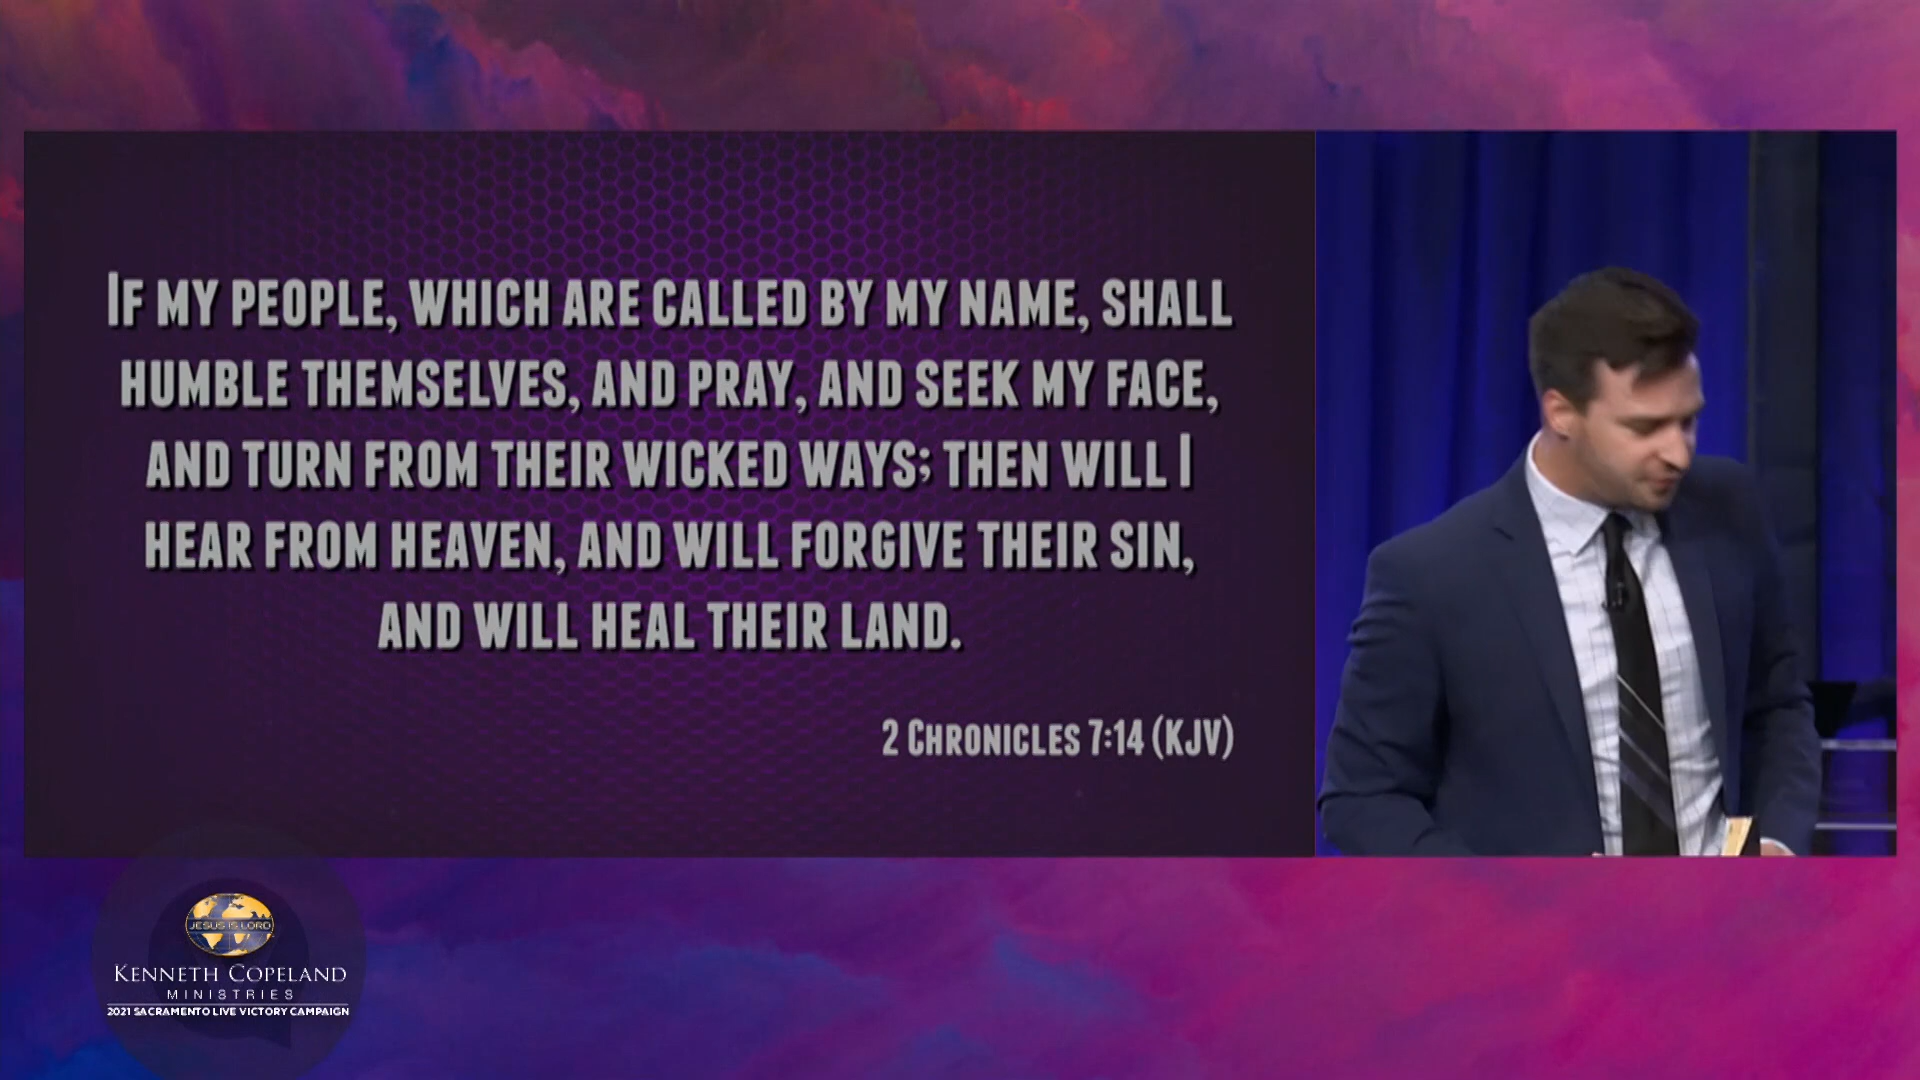 If my people, which are called by my name, shall
humble themselves, and pray, and seek my face,
and turn from their wicked ways; then will I
hear from heaven, and will forgive their sin,
and will heal their land.
2 Chronicles 7:14 (KJV)
JESUS IS LORD
Kenneth Copeland
MINISTRIES
2021 SACRAMENTO LIVE VICTORY CAMPAIGN